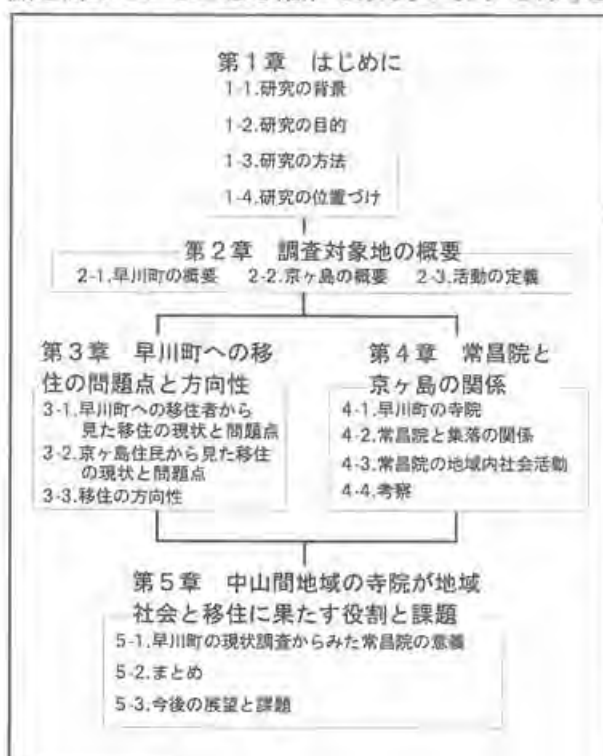 第1章　はじめに
1-1.研究の背景
1-2.研究の目的
1-3.研究の方法
1-4.研究の位置づけ
第2章　調査対象地の概要
2-1.早川町の概要　2-2.京ヶ島の概要　2-3.活動の定義
第3章　早川町への移
住の問題点と方向性
3-1.早川町への移住者から
見た移住の現状と問題点
3-2.京ヶ島住民から見た移住
の現状と問題点
3-3.移住の方向性
第4章　常昌院と
京ヶ島の関係
4-1.早川町の寺院
4-2.常昌院と集落の関係
4-3.常昌院の地域内社会活動
4-4.考察
第5章　中山間地域の寺院が地域
社会と移住に果たす役割と課題
5-1.早川町の現状調査からみた常昌院の意義
5-2.まとめ
5-3.今後の展望と課題